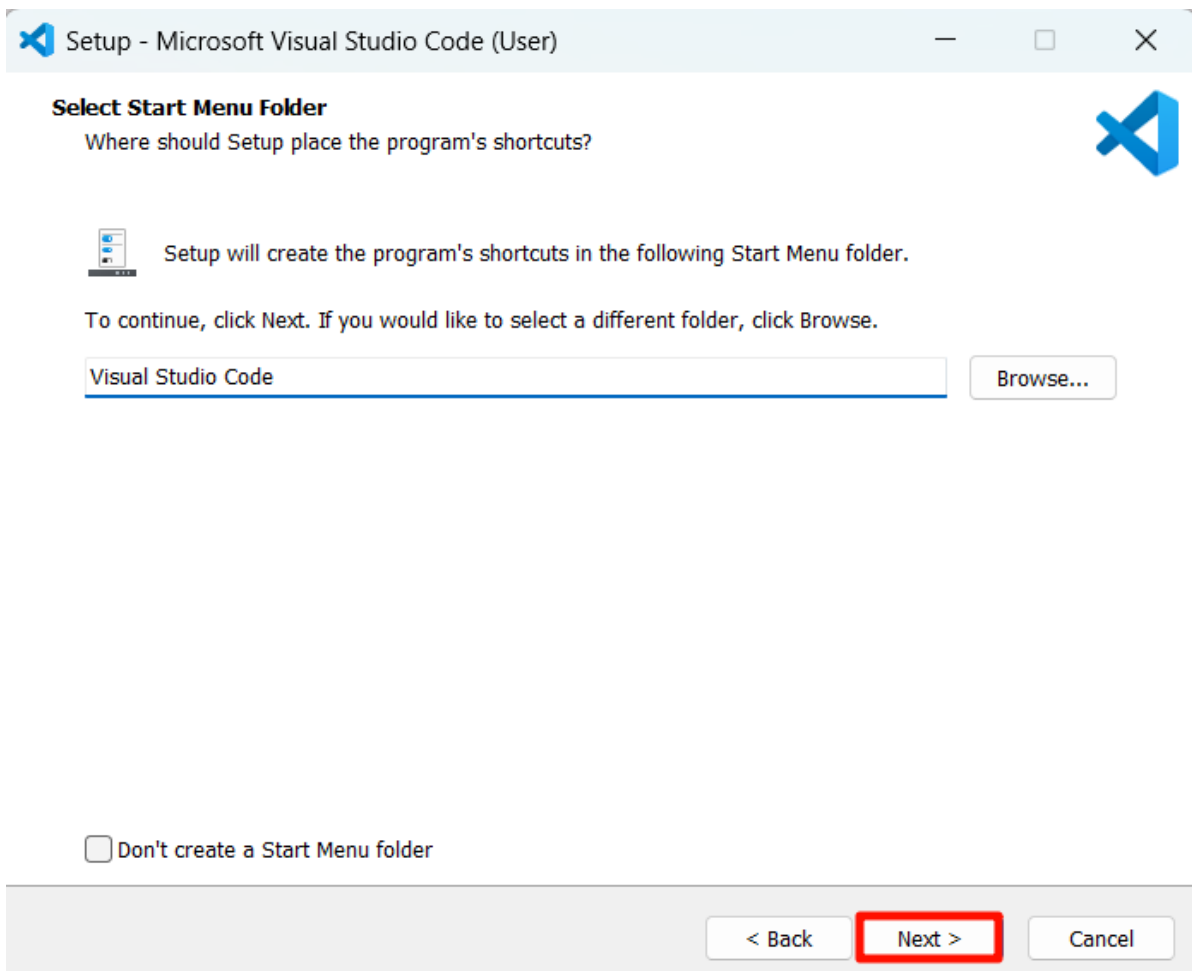 Setup - Microsoft Visual Studio Code (User)
Select Start Menu Folder
Where should Setup place the program's shortcuts?
Setup will create the program's shortcuts in the following Start Menu folder.
To continue, click Next. If you would like to select a different folder, click Browse.
Visual Studio Code
Browse...
Don't create a Start Menu folder
< Back
Next >
Cancel